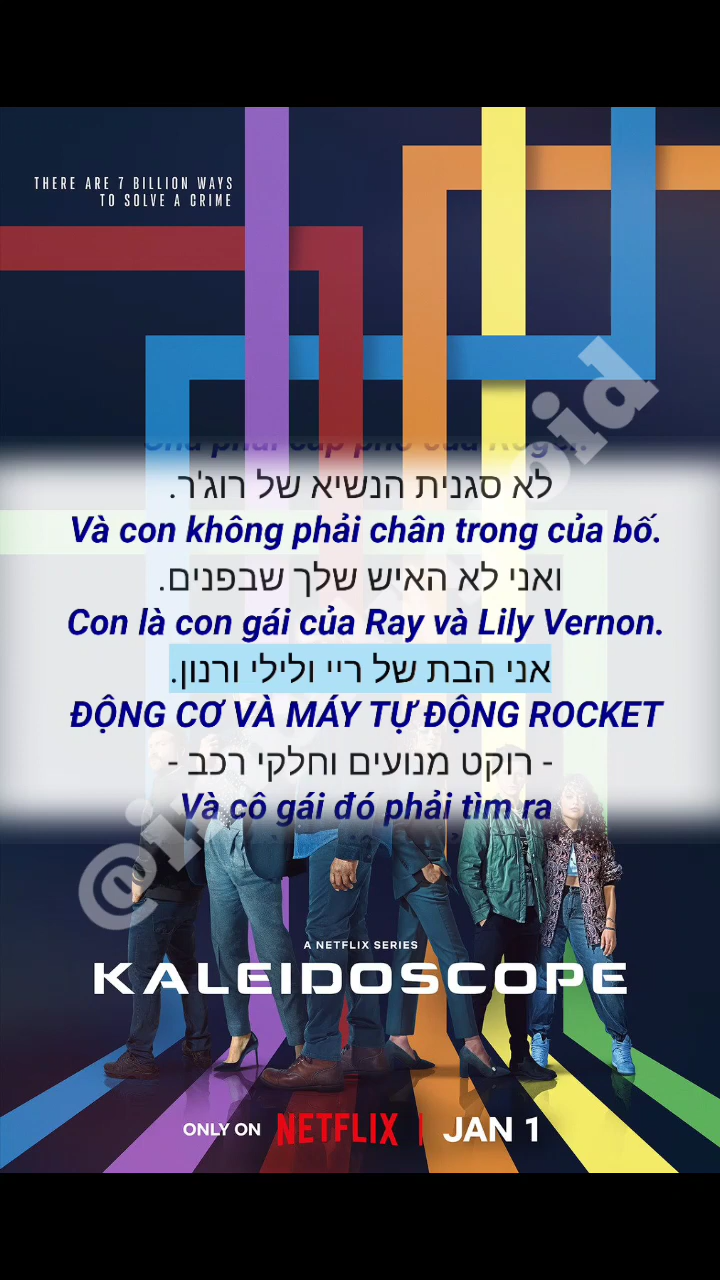 THERE ARE 7 BILLION WAYS
TO SOLVE A CRIME
לא סגנית הנשיא של רוג'ר.
Và con không phải chân trong của bố.
ואני לא האיש שלך שבפנים.
Con là con gái của Ray và Lily Vernon.
אני הבת של ריי ולילי ורנון.
ĐỘNG CƠ VÀ MÁY TỰ ĐỘNG ROCKET
- רוקט מנועים וחלקי רכב -
Và cô gái đó phải tìm ra
A NETFLIX SERIES
KALEIDOSCOPE
ONLY ON NETFLIX | JAN 1